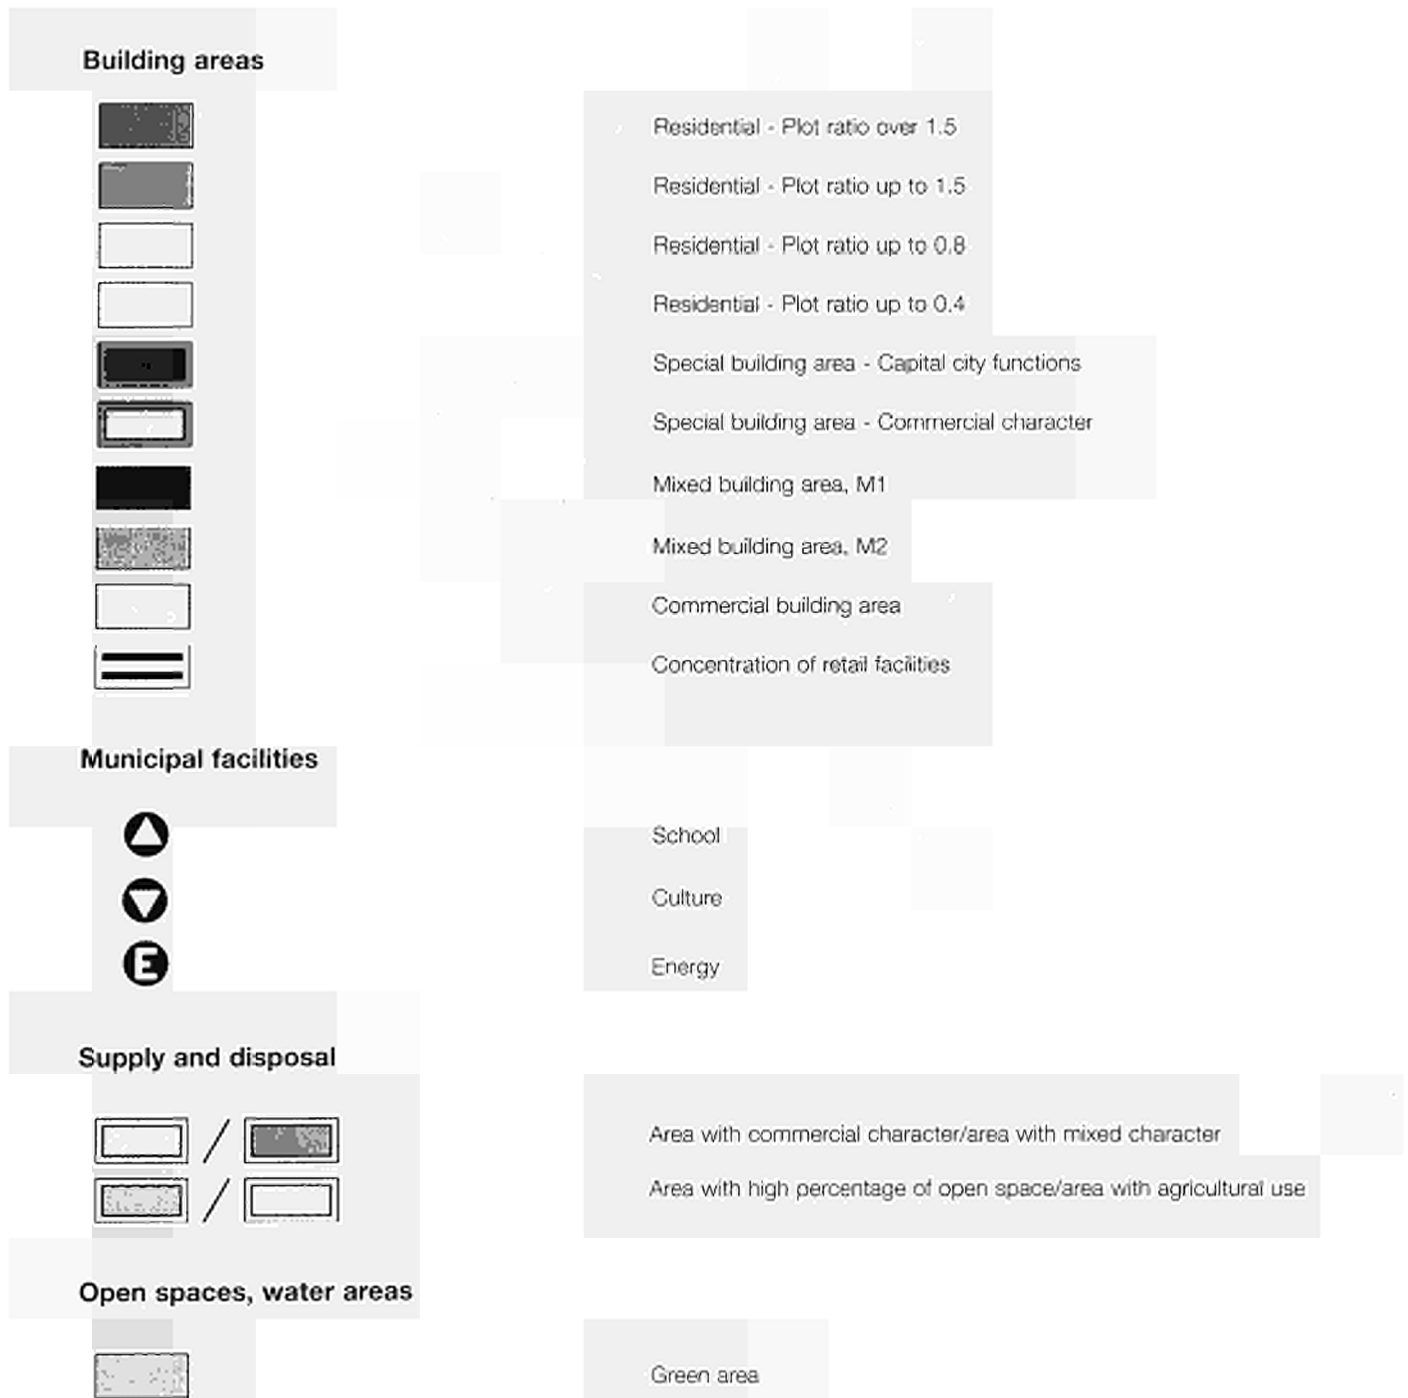 Building areas
Residential - Plot ratio over 1.5
Residential - Plot ratio up to 1.5
Residential - Plot ratio up to 0.8
Residential - Plot ratio up to 0.4
Special building area - Capital city functions
Special building area - Commercial character
Mixed building area, M1
Mixed building area, M2
Commercial building area
Concentration of retail facilities
Municipal facilities
School
Culture
E Energy
Supply and disposal
/ Area with commercial character/area with mixed character
/ Area with high percentage of open space/area with agricultural use
Open spaces, water areas
Green area